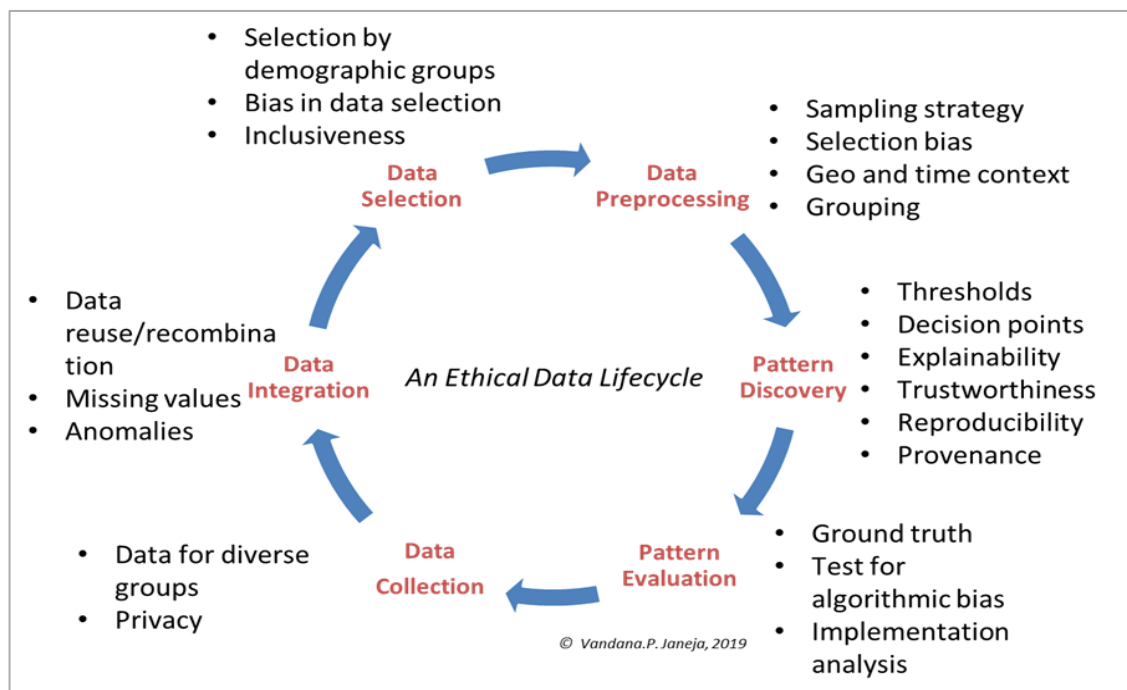 • Selection by
demographic groups
• Bias in data selection
• Inclusiveness
Data
Selection
Data
Preprocessing
• Sampling strategy
• Selection bias
• Geo and time context
• Grouping
• Data
reuse/recombina
tion
• Missing values
• Anomalies
Data
Integration
An Ethical Data Lifecycle
Pattern
Discovery
• Thresholds
• Decision points
• Explainability
• Trustworthiness
• Reproducibility
• Provenance
• Data for diverse
groups
• Privacy
Data
Collection
Pattern
Evaluation
• Ground truth
• Test for
algorithmic bias
• Implementation
analysis
© Vandana.P. Janeja, 2019